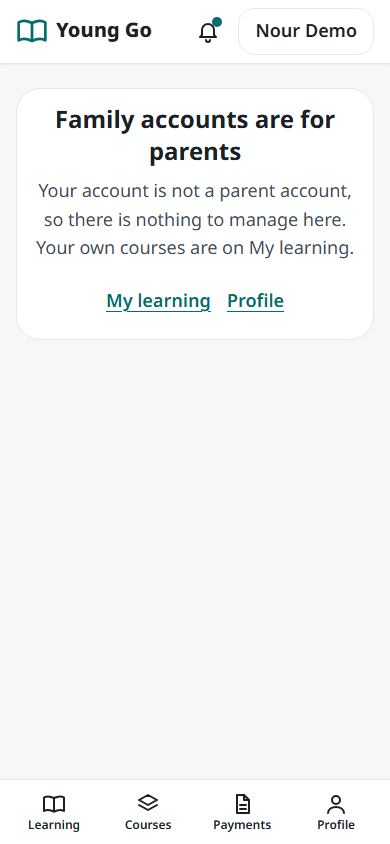 Young Go
Nour Demo
Family accounts are for
parents
Your account is not a parent account,
so there is nothing to manage here.
Your own courses are on My learning.
My learning Profile
Learning Courses Payments Profile